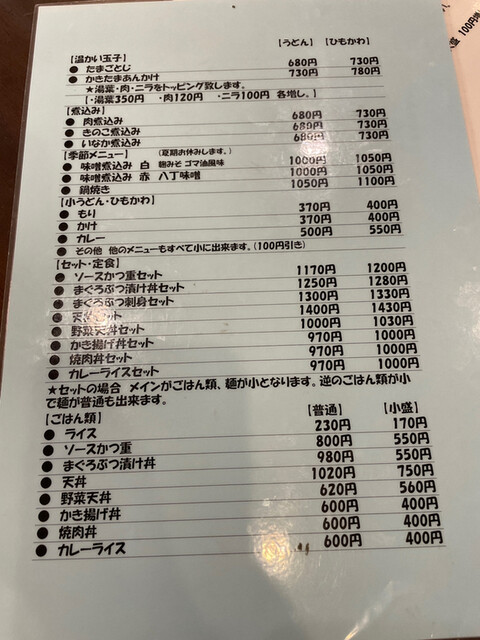 盛 100円増
【うどん】 【ひもかわ】
【温かい玉子】
● たまごとじ 680円 730円
● かきたまあんかけ 730円 780円
★湯葉・肉・ニラをトッピング致します。
【・湯葉350円 ・肉120円 ・ニラ100円 各増し。】
【煮込み】
● 肉煮込み 680円 730円
● きのこ煮込み 680円 730円
● いなか煮込み 680円 730円
【季節メニュー】 (夏期お休みします。)
● 味噌煮込み 白 麹みそ ゴマ油風味 1000円 1050円
● 味噌煮込み 赤 八丁味噌 1000円 1050円
● 鍋焼き 1050円 1100円
【小うどん・ひもかわ】
● もり 370円 400円
● かけ 370円 400円
● カレー 500円 550円
● その他 他のメニューもすべて小に出来ます。(100円引き)
【セット・定食】
● ソースかつ重セット 1170円 1200円
● まぐろぶつ漬け丼セット 1250円 1280円
● まぐろぶつ刺身セット 1300円 1330円
● 天丼セット 1400円 1430円
● 野菜天丼セット 1000円 1030円
● かき揚げ丼セット 970円 1000円
● 焼肉丼セット 970円 1000円
● カレーライスセット 970円 1000円
★セットの場合 メインがごはん類、麺が小となります。逆のごはん類が小
で麺が普通も出来ます。
【ごはん類】 【普通】 【小盛】
● ライス 230円 170円
● ソースかつ重 800円 550円
● まぐろぶつ漬け丼 980円 550円
● 天丼 1020円 750円
● 野菜天丼 620円 560円
● かき揚げ丼 600円 400円
● 焼肉丼 600円 400円
● カレーライス 600円 400円